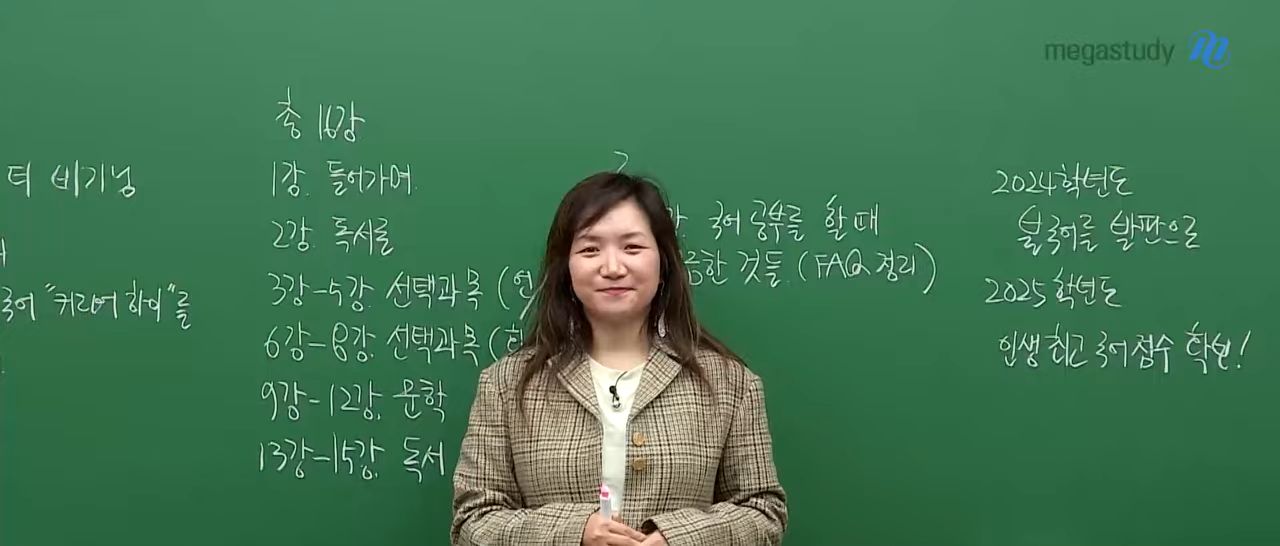 megastudy
티 비기닝
국어 "커리어 하이"를
총 16강
1강. 들어가며.
2강. 독서론
3강-5강. 선택과목 (언
6강-8강. 선택과목 (화
9강-12강. 문학
13강-15강. 독서
국어 공부를 할 때
궁한 것들. (FAQ 정리)
2024학년도
불국어를 발판으로
2025학년도
인생 최고 국어 점수 확보!